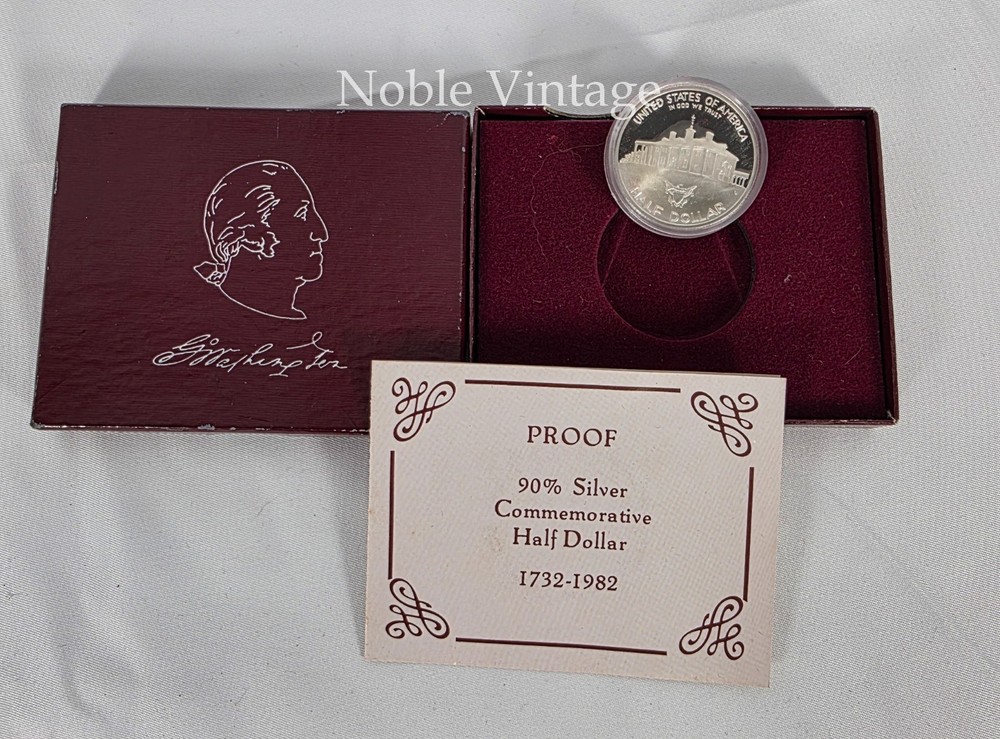 Noble Vintage
UNITED STATES OF AMERICA
IN GOD WE TRUST
HALF DOLLAR
G:Washington
PROOF
90% Silver
Commemorative
Half Dollar
1732-1982